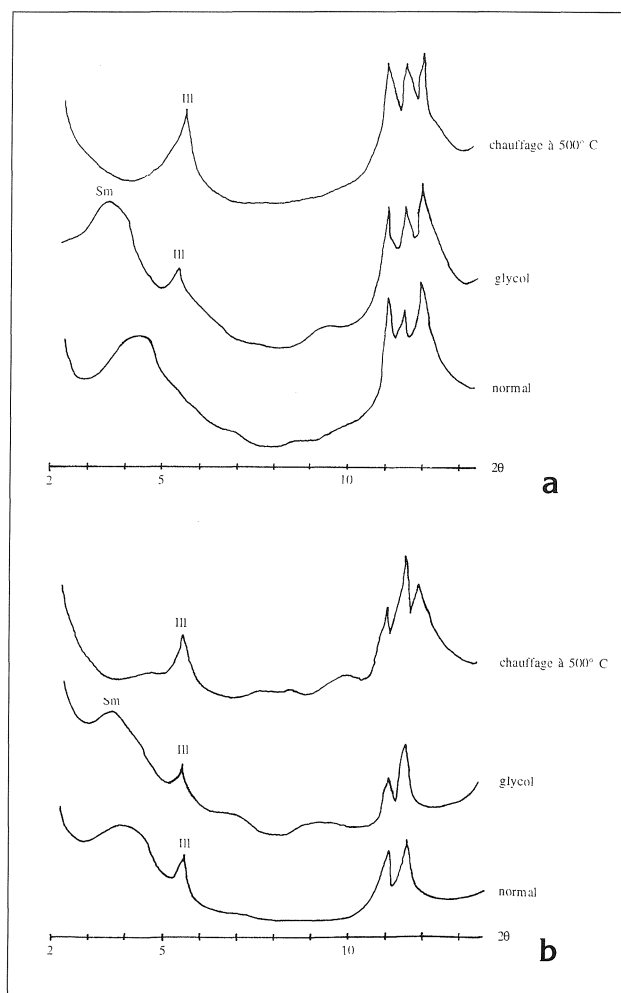 Ill
chauffage à 500° C
Sm
Ill
glycol
normal
2 5 10 2θ
a
Ill
chauffage à 500° C
Sm
Ill
glycol
Ill
normal
2 5 10 2θ
b